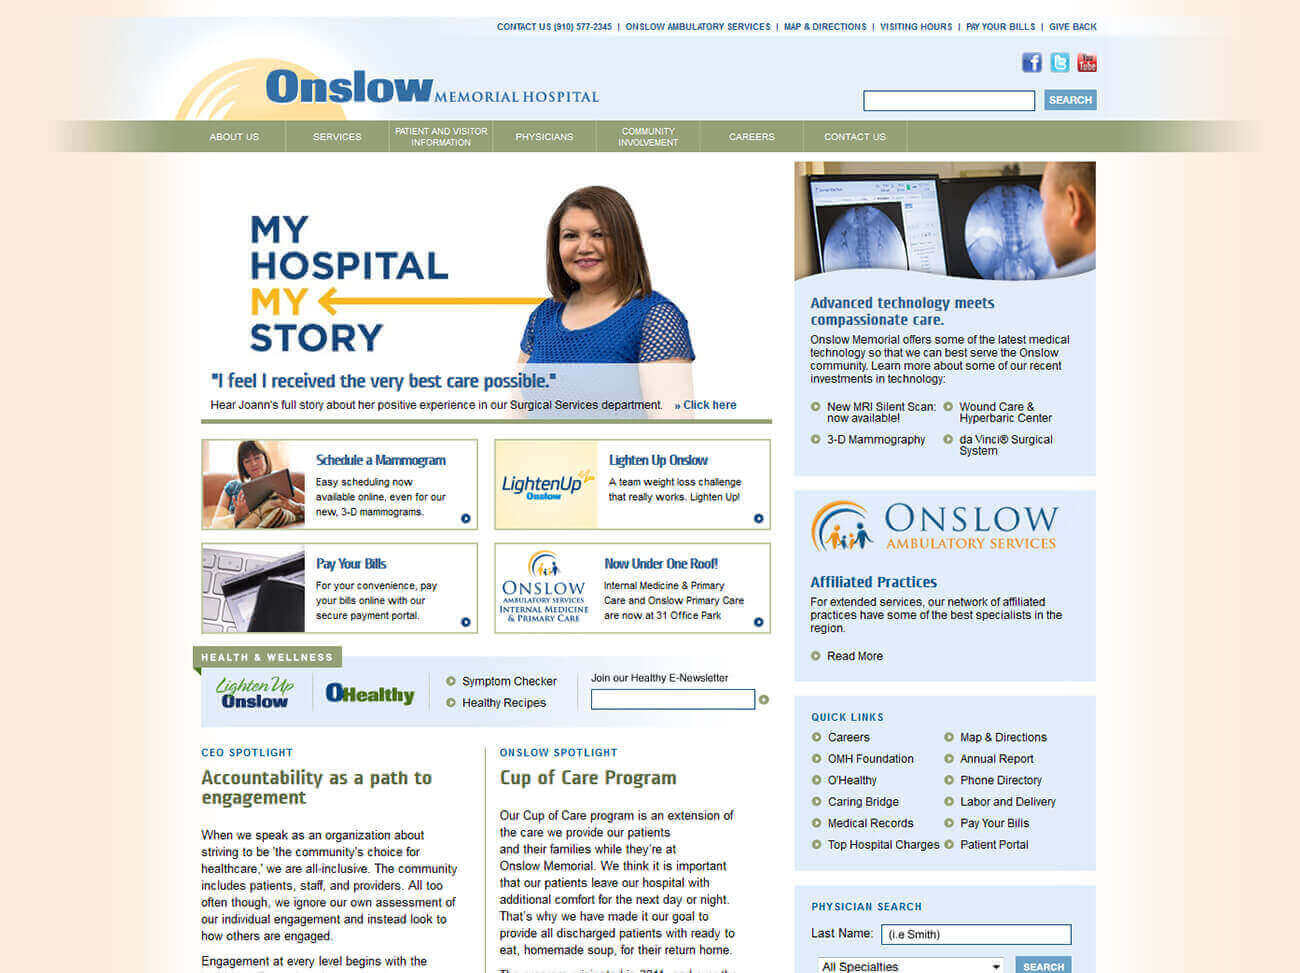 CONTACT US (910) 577-2345 | ONSLOW AMBULATORY SERVICES | MAP & DIRECTIONS | VISITING HOURS | PAY YOUR BILLS | GIVE BACK
Onslow MEMORIAL HOSPITAL
SEARCH
ABOUT US
SERVICES
PATIENT AND VISITOR
INFORMATION
PHYSICIANS
COMMUNITY
INVOLVEMENT
CAREERS
CONTACT US
MY
HOSPITAL
MY
STORY
"I feel I received the very best care possible."
Hear Joann's full story about her positive experience in our Surgical Services department. » Click here
Schedule a Mammogram
Easy scheduling now
available online, even for our
new, 3-D mammograms.
LightenUp
Onslow
Lighten Up Onslow
A team weight loss challenge
that really works. Lighten Up!
Pay Your Bills
For your convenience, pay
your bills online with our
secure payment portal.
ONSLOW
AMBULATORY SERVICES
INTERNAL MEDICINE
& PRIMARY CARE
Now Under One Roof!
Internal Medicine & Primary
Care and Onslow Primary Care
are now at 31 Office Park
HEALTH & WELLNESS
Lighten Up
Onslow
OHealthy
Symptom Checker
Healthy Recipes
Join our Healthy E-Newsletter
CEO SPOTLIGHT
Accountability as a path to
engagement
When we speak as an organization about
striving to be 'the community's choice for
healthcare,' we are all-inclusive. The community
includes patients, staff, and providers. All too
often though, we ignore our own assessment of
our individual engagement and instead look to
how others are engaged.
Engagement at every level begins with the
ONSLOW SPOTLIGHT
Cup of Care Program
Our Cup of Care program is an extension of
the care we provide our patients
and their families while they're at
Onslow Memorial. We think it is important
that our patients leave our hospital with
additional comfort for the next day or night.
That's why we have made it our goal to
provide all discharged patients with ready to
eat, homemade soup, for their return home.
Advanced technology meets
compassionate care.
Onslow Memorial offers some of the latest medical
technology so that we can best serve the Onslow
community. Learn more about some of our recent
investments in technology:
New MRI Silent Scan:
now available!
Wound Care &
Hyperbaric Center
3-D Mammography
da Vinci® Surgical
System
ONSLOW
AMBULATORY SERVICES
Affiliated Practices
For extended services, our network of affiliated
practices have some of the best specialists in the
region.
Read More
QUICK LINKS
Careers
Map & Directions
OMH Foundation
Annual Report
O'Healthy
Phone Directory
Caring Bridge
Labor and Delivery
Medical Records
Pay Your Bills
Top Hospital Charges
Patient Portal
PHYSICIAN SEARCH
Last Name: (i.e Smith)
All Specialties
SEARCH